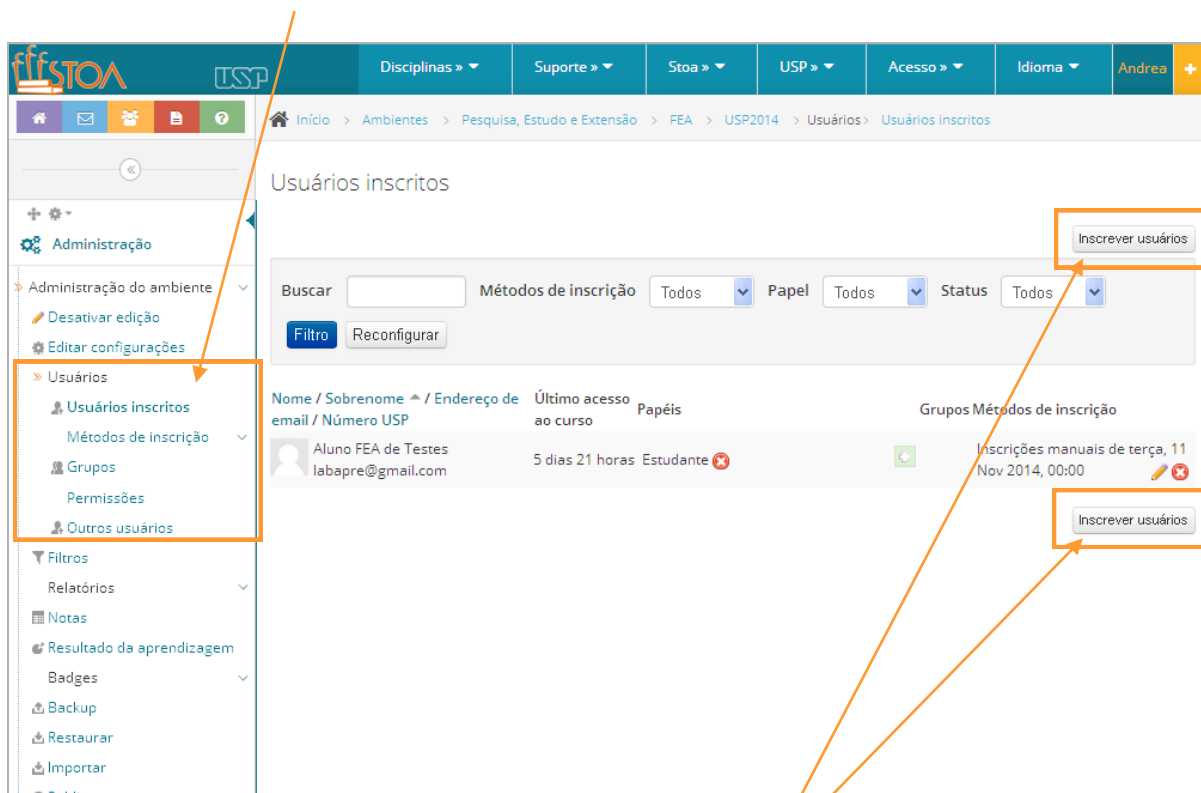 STOA
USP
Disciplinas »
Suporte »
Stoa »
USP »
Acesso »
Idioma
Andrea
Início > Ambientes > Pesquisa, Estudo e Extensão > FEA > USP2014 > Usuários > Usuários inscritos
Usuários inscritos
Inscrever usuários
Administração
Administração do ambiente
Desativar edição
Editar configurações
Usuários
Usuários inscritos
Métodos de inscrição
Grupos
Permissões
Outros usuários
Filtros
Relatórios
Notas
Resultado da aprendizagem
Badges
Backup
Restaurar
Importar
Buscar
Métodos de inscrição
Todos
Papel
Todos
Status
Todos
Filtro
Reconfigurar
Nome / Sobrenome / Endereço de
email / Número USP
Último acesso
ao curso
Papéis
Grupos
Métodos de inscrição
Aluno FEA de Testes
labapre@gmail.com
5 dias 21 horas
Estudante
Inscrições manuais de terça, 11
Nov 2014, 00:00
Inscrever usuários